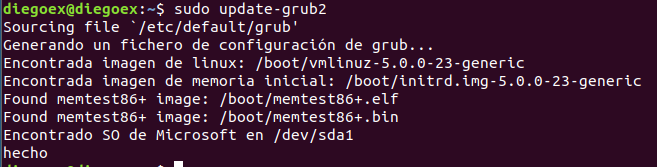 diegoex@diegoex:~$ sudo update-grub2
Sourcing file `/etc/default/grub'
Generando un fichero de configuración de grub...
Encontrada imagen de linux: /boot/vmlinuz-5.0.0-23-generic
Encontrada imagen de memoria inicial: /boot/initrd.img-5.0.0-23-generic
Found memtest86+ image: /boot/memtest86+.elf
Found memtest86+ image: /boot/memtest86+.bin
Encontrado SO de Microsoft en /dev/sda1
hecho
diegoex@diegoex:~$